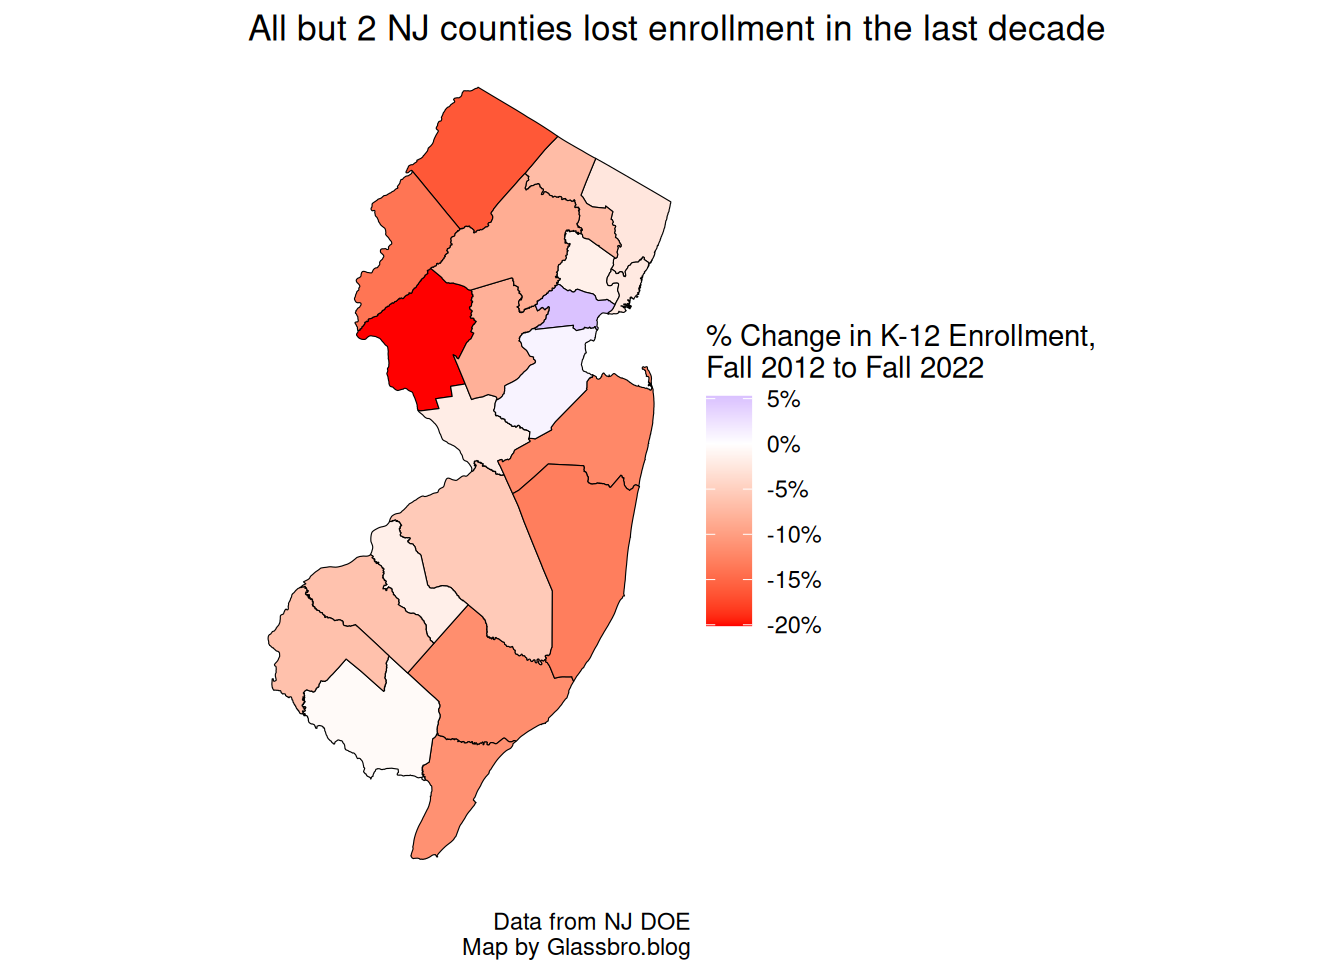 All but 2 NJ counties lost enrollment in the last decade
% Change in K-12 Enrollment,
Fall 2012 to Fall 2022
5%
0%
-5%
-10%
-15%
-20%
Data from NJ DOE
Map by Glassbro.blog